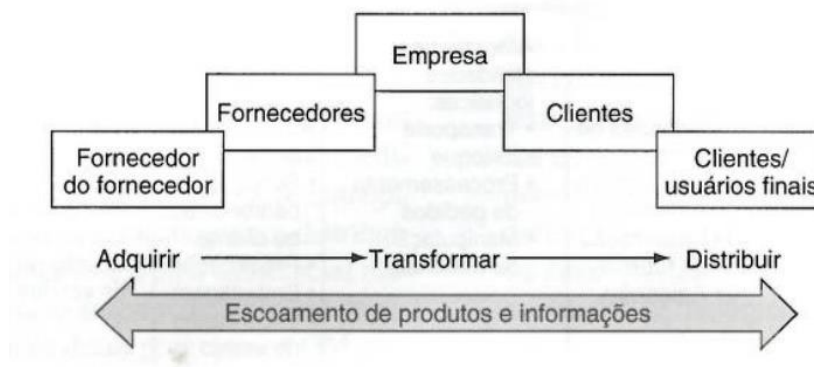 Empresa
Fornecedores
Clientes
Fornecedor
do fornecedor
Clientes/
usuários finais
Adquirir
Transformar
Distribuir
Escoamento de produtos e informações